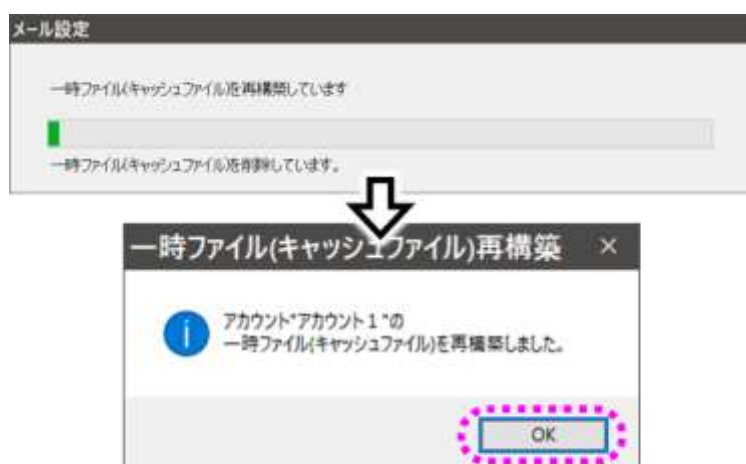 メール設定
一時ファイル(キャッシュファイル)を再構築しています
一時ファイル(キャッシュファイル)を削除しています。
一時ファイル(キャッシュファイル)再構築
アカウント"アカウント１"の
一時ファイル(キャッシュファイル)を再構築しました。
OK